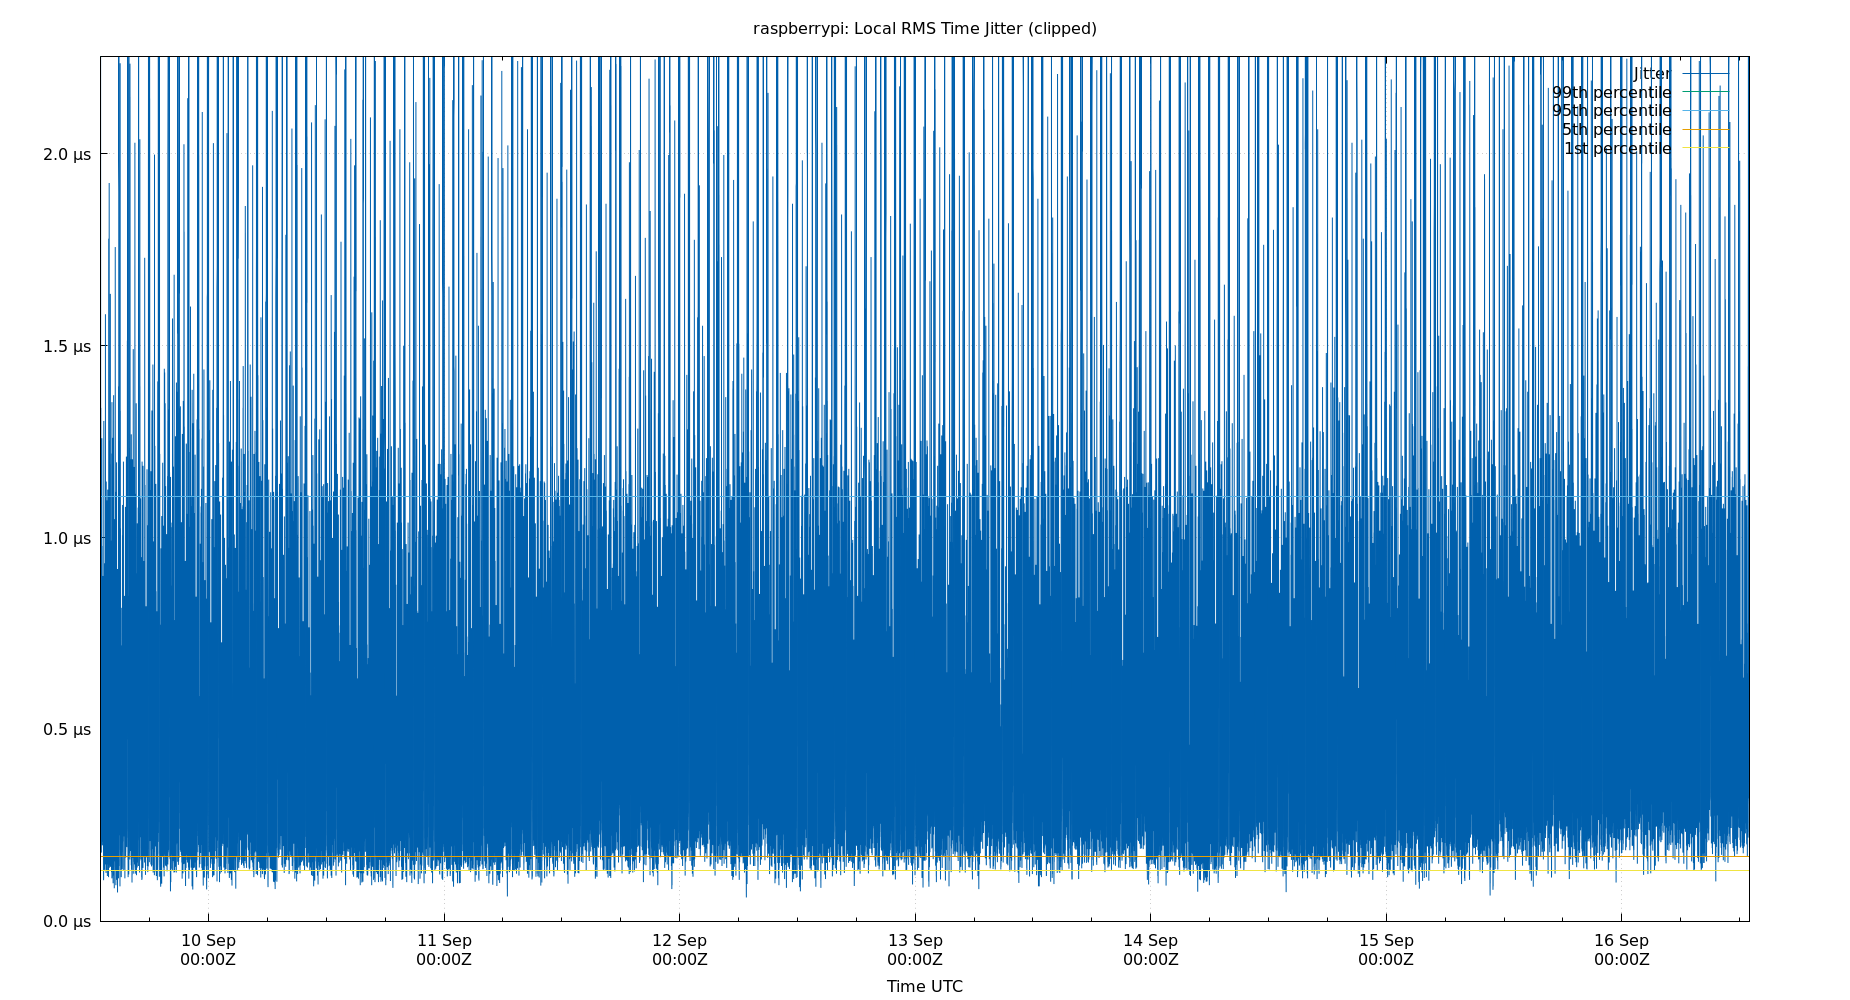 raspberrypi: Local RMS Time Jitter (clipped)
Jitter
99th percentile
95th percentile
5th percentile
1st percentile
2.0 µs
1.5 µs
1.0 µs
0.5 µs
0.0 µs
10 Sep 11 Sep 12 Sep 13 Sep 14 Sep 15 Sep 16 Sep
00:00Z 00:00Z 00:00Z 00:00Z 00:00Z 00:00Z 00:00Z
Time UTC